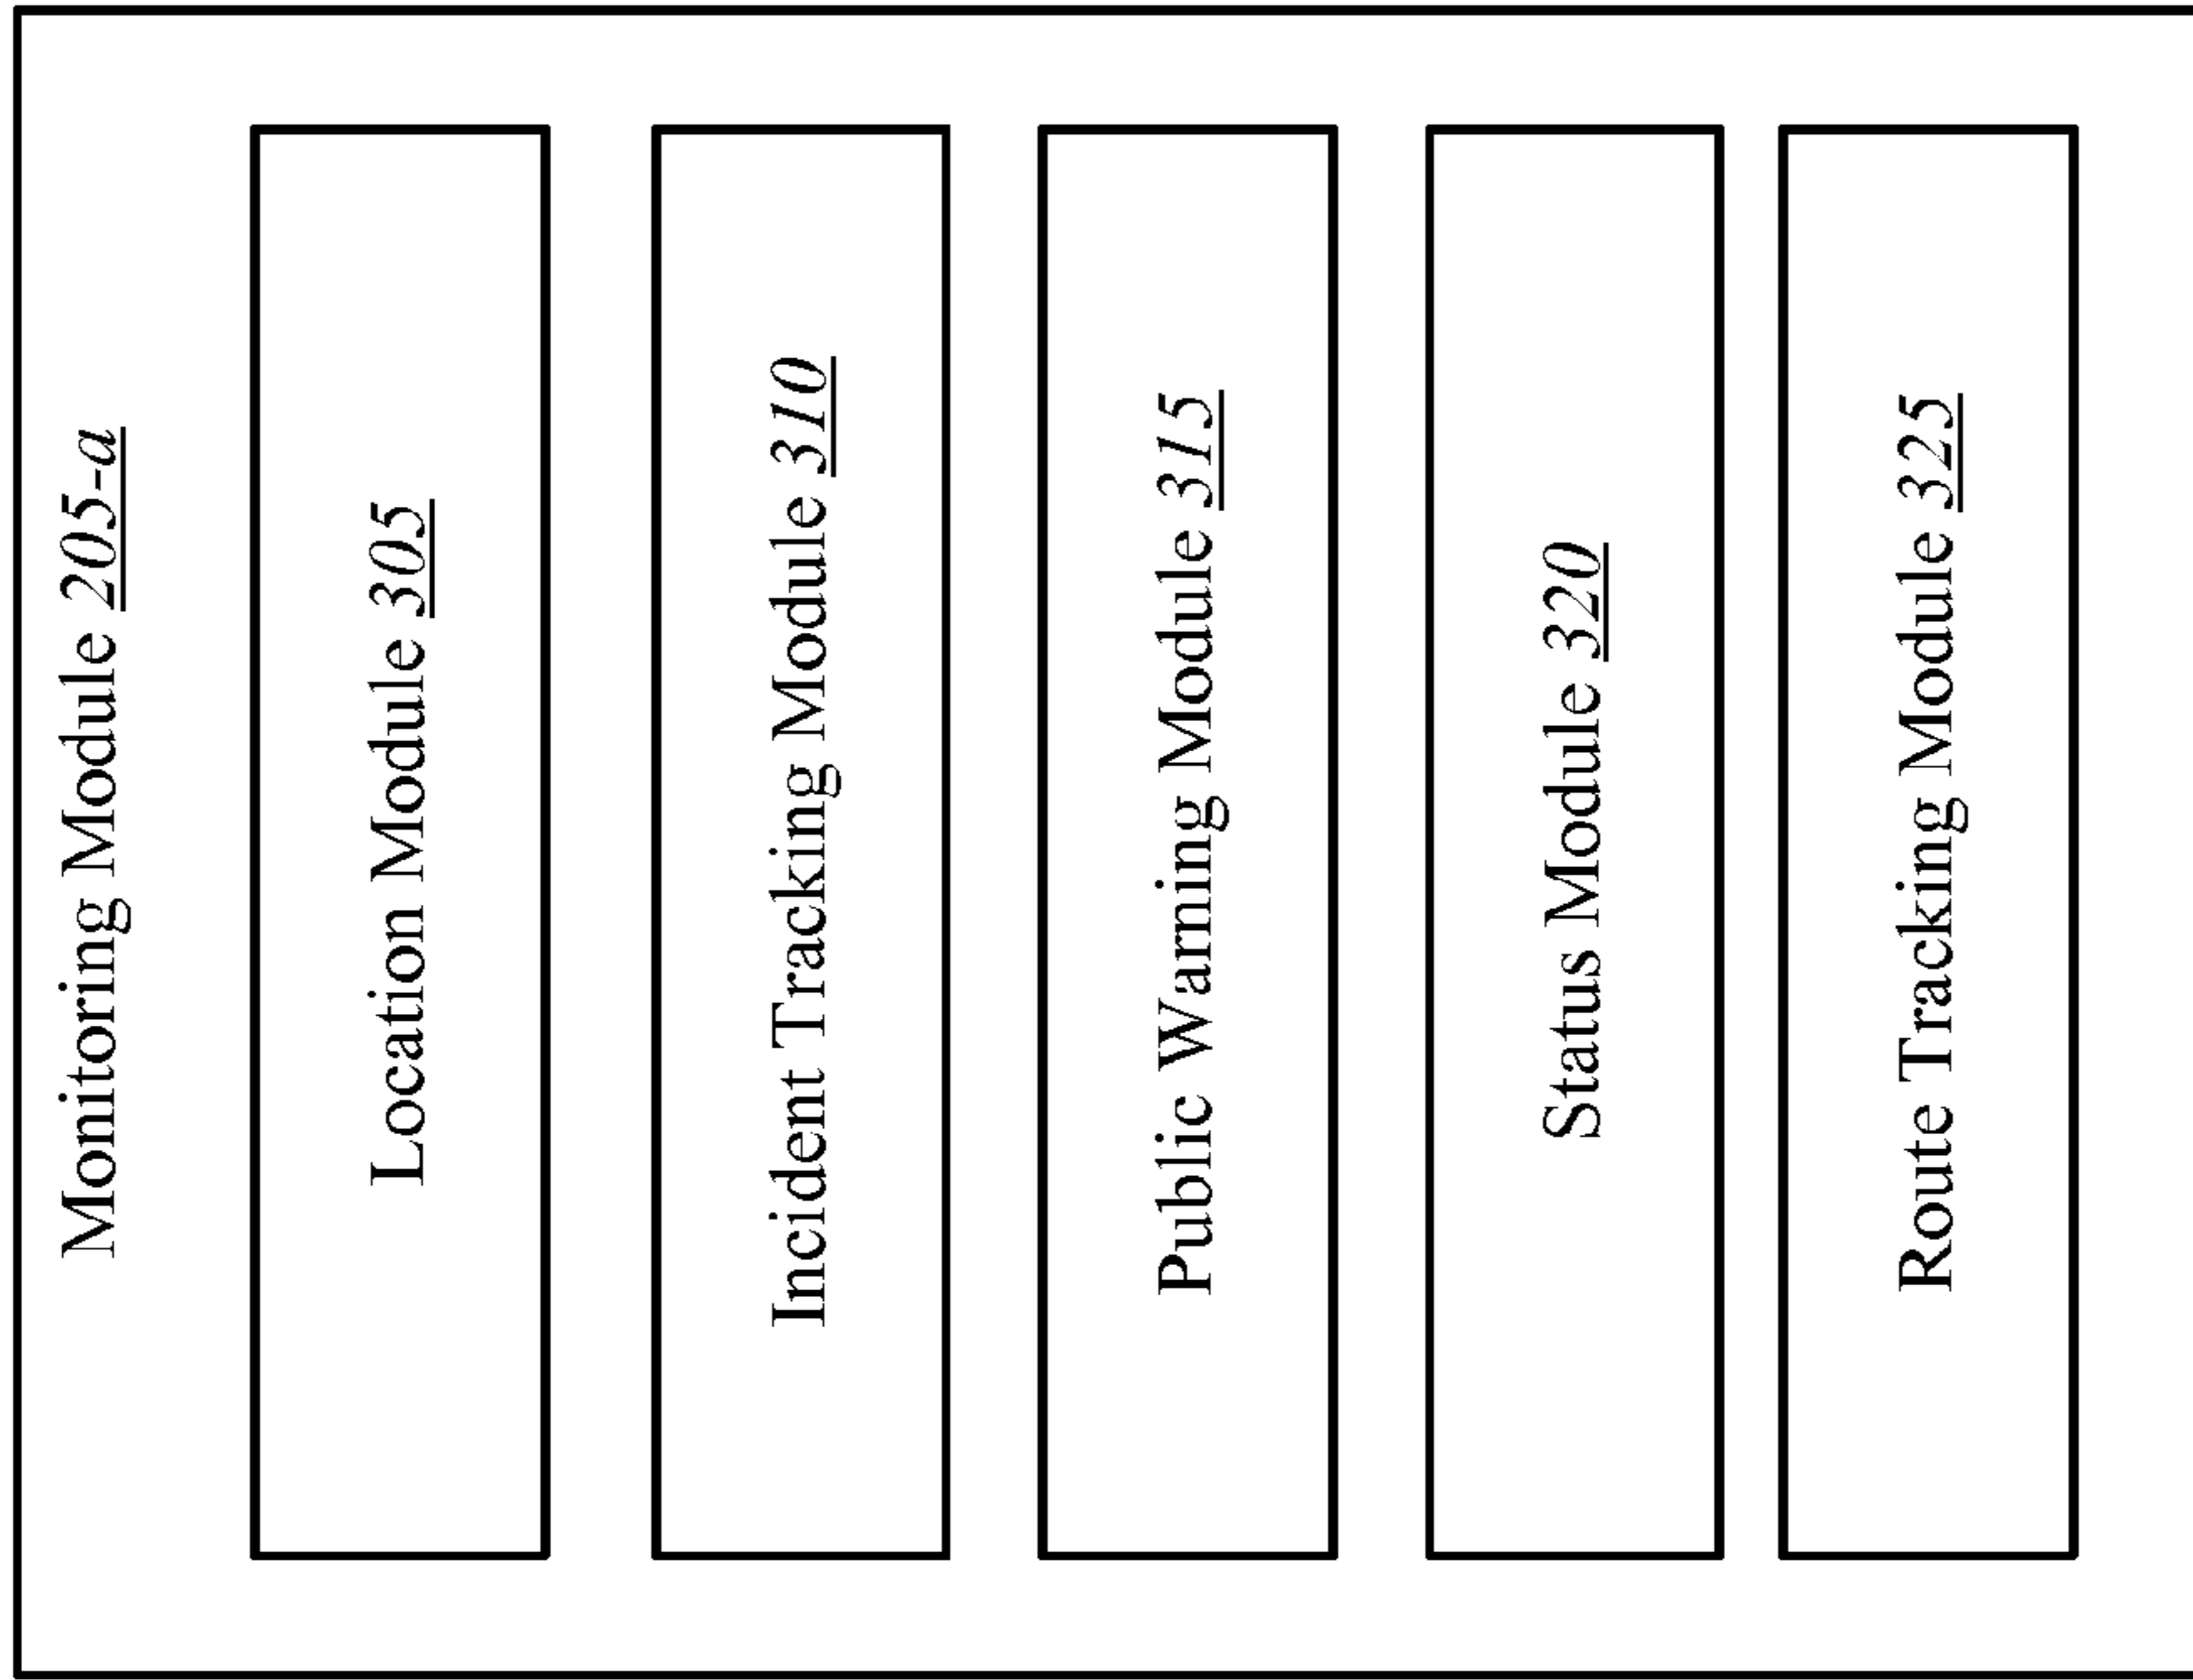 Monitoring Module 205-a
Location Module 305
Incident Tracking Module 310
Public Warning Module 315
Status Module 320
Route Tracking Module 325